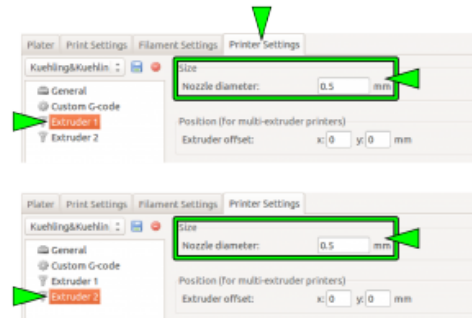 Plater Print Settings Filament Settings Printer Settings
Kuehling&Kuehlin
Size
Nozzle diameter: 0.5 mm
General
Custom G-code
Extruder 1
Extruder 2
Position (for multi-extruder printers)
Extruder offset: x: 0 y: 0 mm
Plater Print Settings Filament Settings Printer Settings
Kuehling&Kuehlin
Size
Nozzle diameter: 0.5 mm
General
Custom G-code
Extruder 1
Extruder 2
Position (for multi-extruder printers)
Extruder offset: x: 0 y: 0 mm